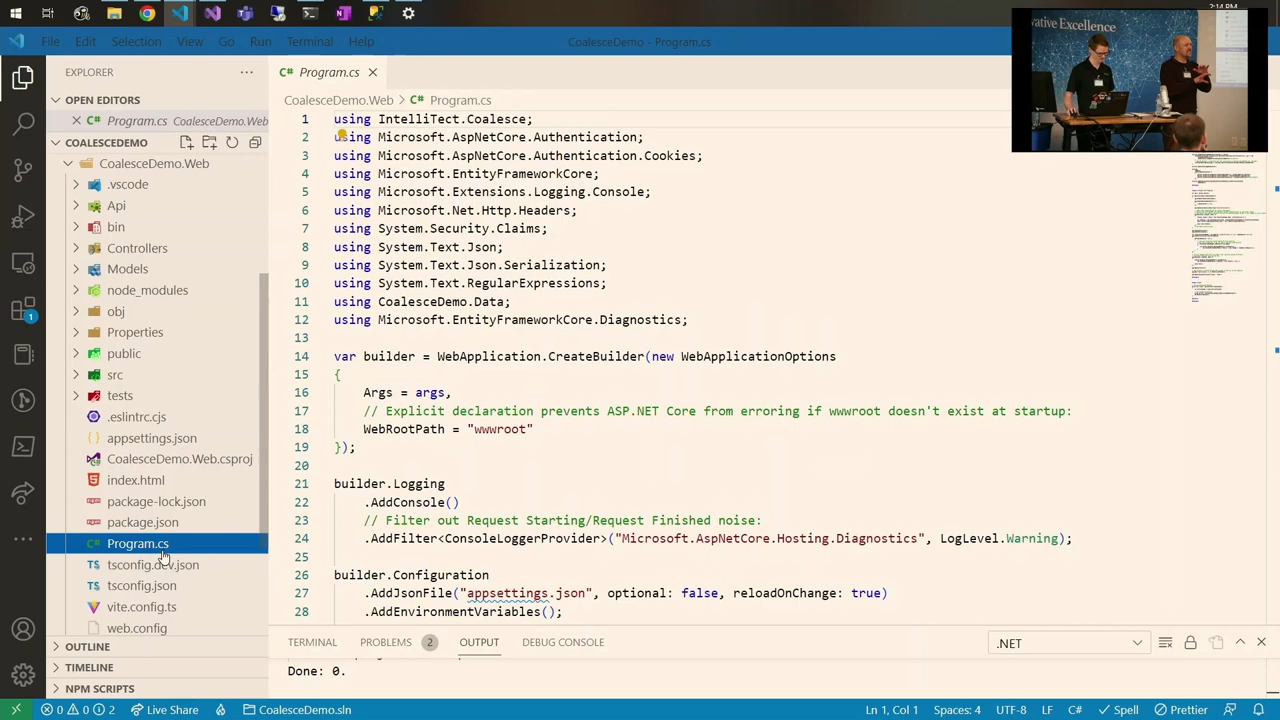 2:14 PM
File Edit Selection View Go Run Terminal Help
CoalesceDemo - Program.cs
EXPLORER
OPEN EDITORS
Program.cs CoalesceDemo.Web
COALESCEDEMO
CoalesceDemo.Web
.vscode
Api
Controllers
Models
node_modules
obj
Properties
public
src
tests
.eslintrc.cjs
appsettings.json
CoalesceDemo.Web.csproj
index.html
package-lock.json
package.json
Program.cs
tsconfig.dev.json
tsconfig.json
vite.config.ts
web.config
OUTLINE
TIMELINE
NPM SCRIPTS
1
Program.cs
CoalesceDemo.Web > Program.cs
1 using IntelliTect.Coalesce;
2 using Microsoft.AspNetCore.Authentication;
3 using Microsoft.AspNetCore.Authentication.Cookies;
4 using Microsoft.EntityFrameworkCore;
5 using Microsoft.Extensions.Logging.Console;
6 using Microsoft.Net.Http.Headers;
7 using System.Security.Claims;
8 using System.Text.Json;
9 using System.Text.Json.Serialization;
10 using System.Text.RegularExpressions;
11 using CoalesceDemo.Data;
12 using Microsoft.EntityFrameworkCore.Diagnostics;
13
14 var builder = WebApplication.CreateBuilder(new WebApplicationOptions
15 {
16 Args = args,
17 // Explicit declaration prevents ASP.NET Core from erroring if wwwroot doesn't exist at startup:
18 WebRootPath = "wwwroot"
19 });
20
21 builder.Logging
22 .AddConsole()
23 // Filter out Request Starting/Request Finished noise:
24 .AddFilter<ConsoleLoggerProvider>("Microsoft.AspNetCore.Hosting.Diagnostics", LogLevel.Warning);
25
26 builder.Configuration
27 .AddJsonFile("appsettings.json", optional: false, reloadOnChange: true)
28 .AddEnvironmentVariables();
TERMINAL PROBLEMS 2 OUTPUT DEBUG CONSOLE .NET
Done: 0.
0 0 2 Live Share CoalesceDemo.sln Ln 1, Col 1 Spaces: 4 UTF-8 LF C# Spell Prettier
vative Excellence